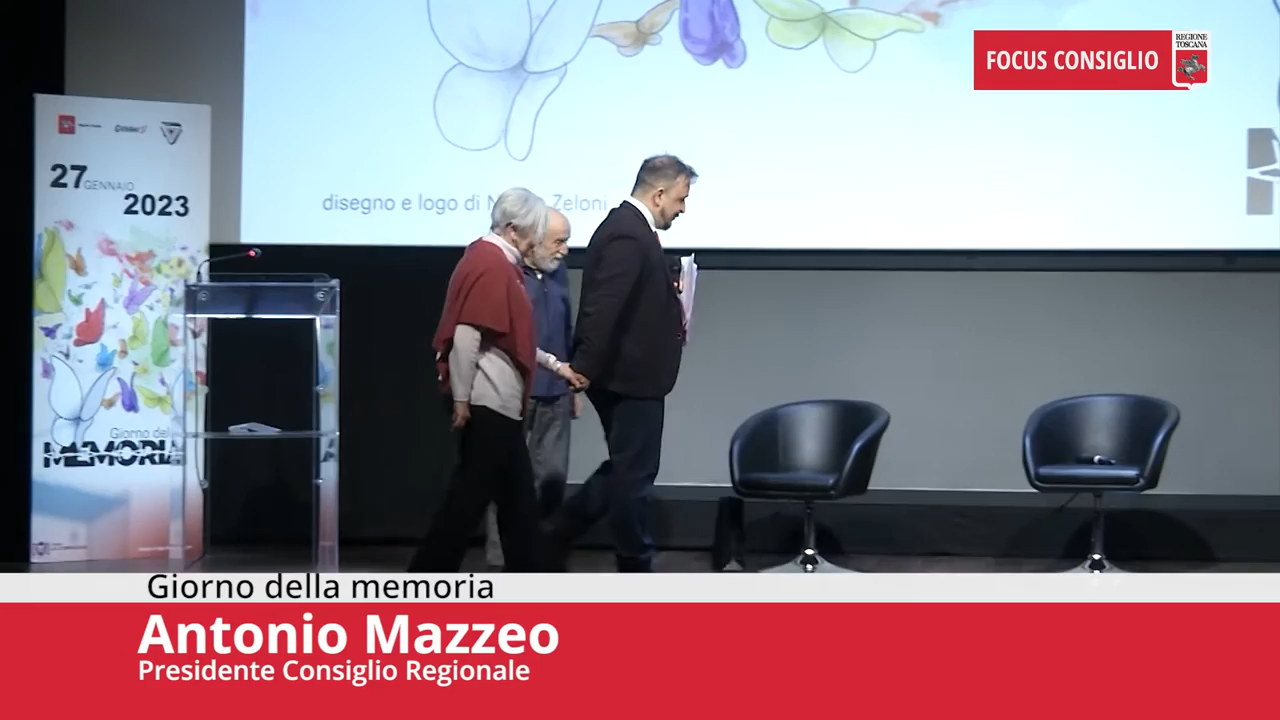 FOCUS CONSIGLIO
REGIONE
TOSCANA
27 GENNAIO
2023
disegno e logo di Zeloni
Giorno del
MEMORIA
Giorno della memoria
Antonio Mazzeo
Presidente Consiglio Regionale